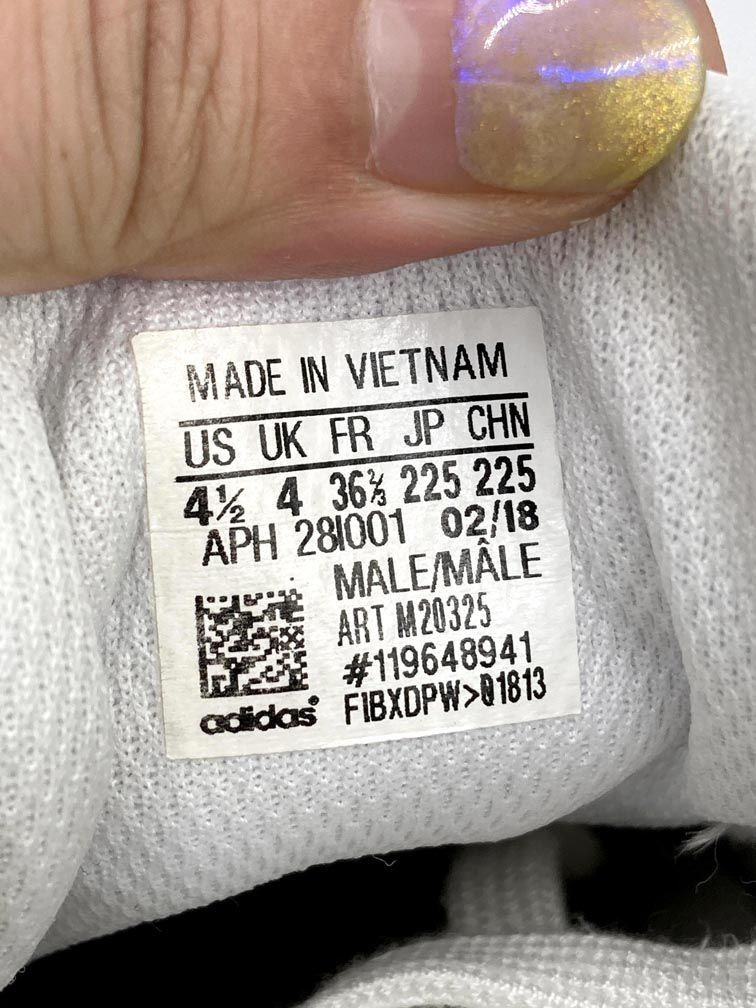 MADE IN VIETNAM
US UK FR JP CHN
4½ 4 36⅔ 225 225
APH 28I001 02/18
MALE/MÂLE
ART M20325
#119648941
FIBXDPW>01813
adidas®